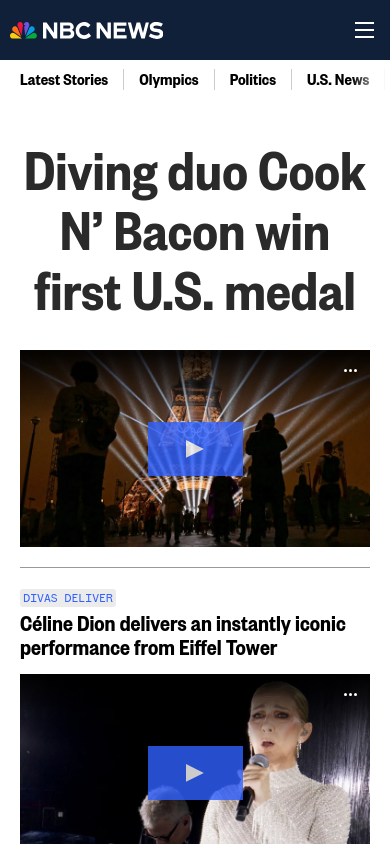 NBC NEWS
Latest Stories
Olympics
Politics
U.S. News
Diving duo Cook
N’ Bacon win
first U.S. medal
DIVAS DELIVER
Céline Dion delivers an instantly iconic
performance from Eiffel Tower